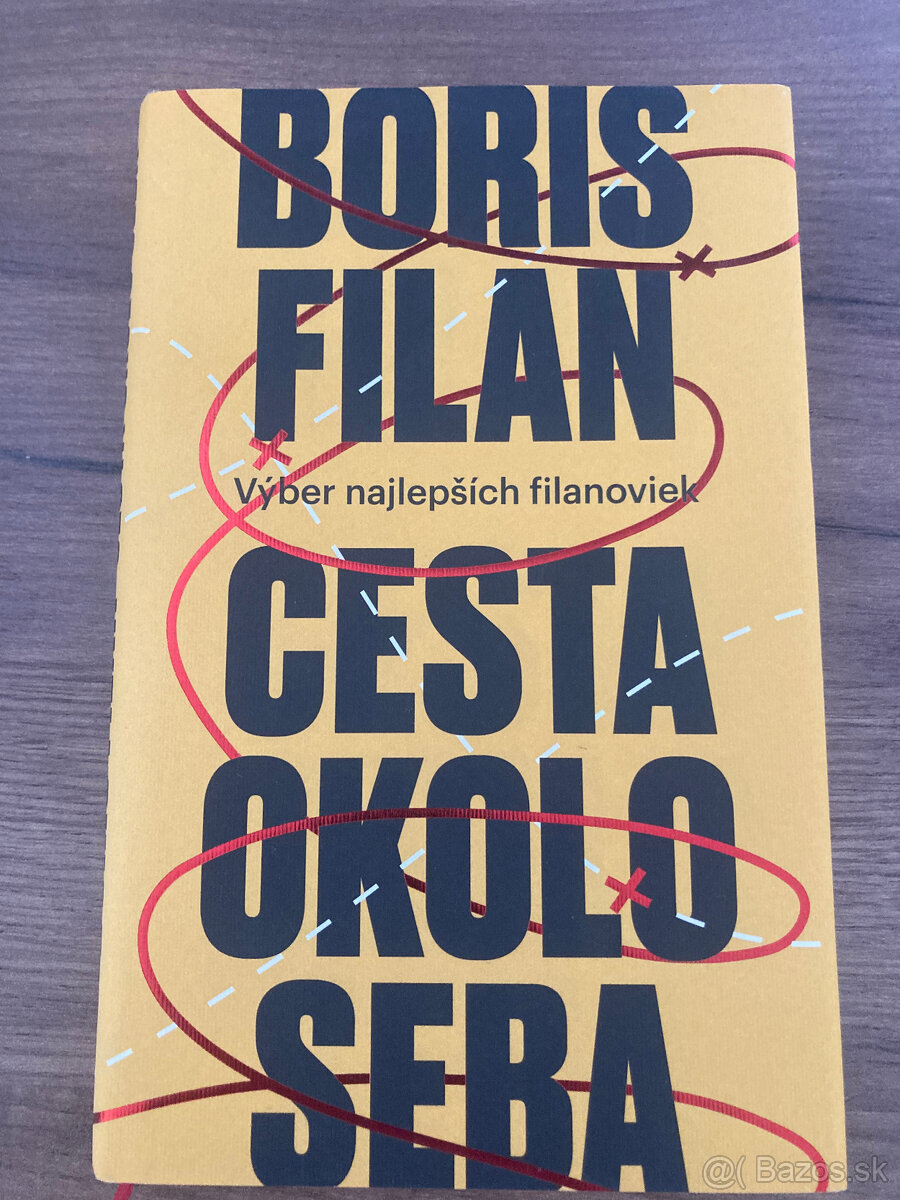 BORIS
FILAN
Výber najlepších filanoviek
CESTA
OKOLO
SEBA
@( Bazos.sk